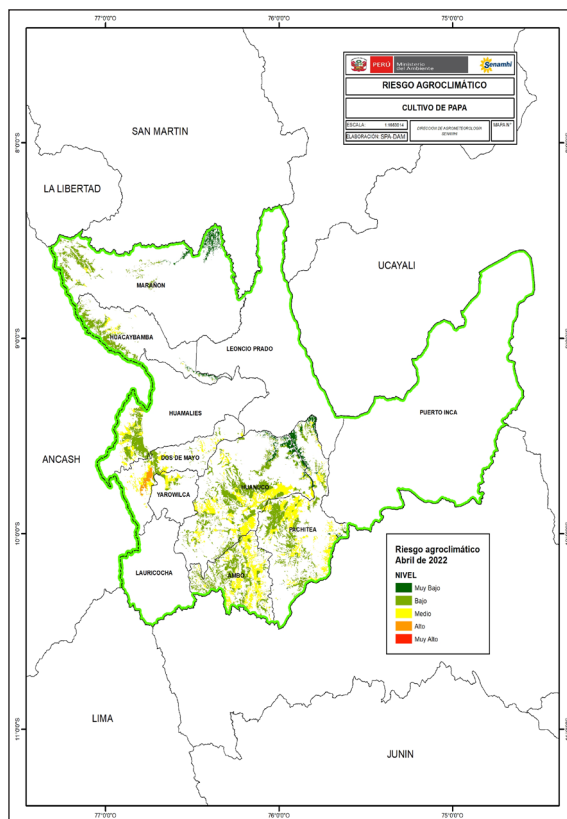 77°0'0"O
76°0'0"O
75°0'0"O
PERÚ
Ministerio
del Ambiente
Senamhi
RIESGO AGROCLIMÁTICO
CULTIVO DE PAPA
ESCALA:
DIRECCION DE AGROMETEOROLOGÍA
SENAMHI
MAPA N°
ELABORACIÓN: SPA-DAM
SAN MARTIN
8°0'0"S
LA LIBERTAD
UCAYALI
MARAÑON
HUACAYBAMBA
9°0'0"S
LEONCIO PRADO
HUAMALIES
PUERTO INCA
ANCASH
DOS DE MAYO
HUANUCO
YAROWILCA
PACHITEA
10°0'0"S
LAURICOCHA
AMBO
Riesgo agroclimático
Abril de 2022
NIVEL
Muy Bajo
Bajo
Medio
Alto
Muy Alto
LIMA
11°0'0"S
JUNIN
77°0'0"O
76°0'0"O
75°0'0"O